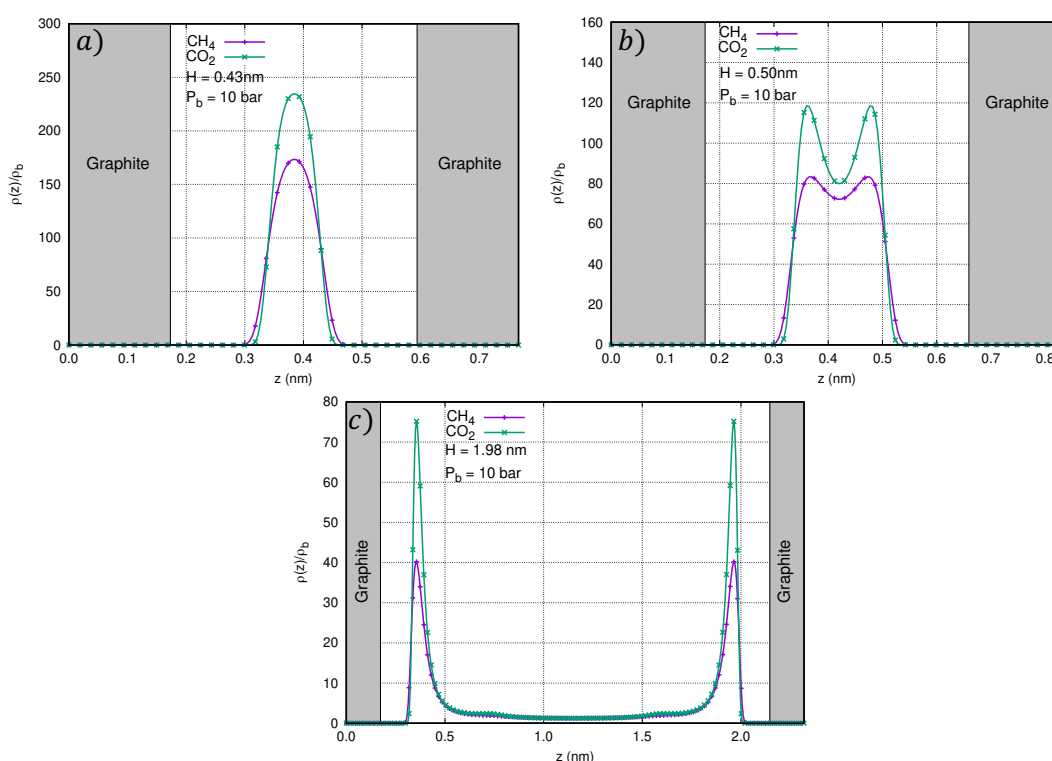 a)
CH4
CO2
H = 0.43nm
Pb = 10 bar
Graphite
Graphite
ρ(z)/ρb
300
250
200
150
100
50
0
0.0 0.1 0.2 0.3 0.4 0.5 0.6 0.7
z (nm)
b)
CH4
CO2
H = 0.50nm
Pb = 10 bar
Graphite
Graphite
ρ(z)/ρb
160
140
120
100
80
60
40
20
0
0.0 0.1 0.2 0.3 0.4 0.5 0.6 0.7 0.8
z (nm)
c)
CH4
CO2
H = 1.98 nm
Pb = 10 bar
Graphite
Graphite
ρ(z)/ρb
80
70
60
50
40
30
20
10
0
0.0 0.5 1.0 1.5 2.0
z (nm)